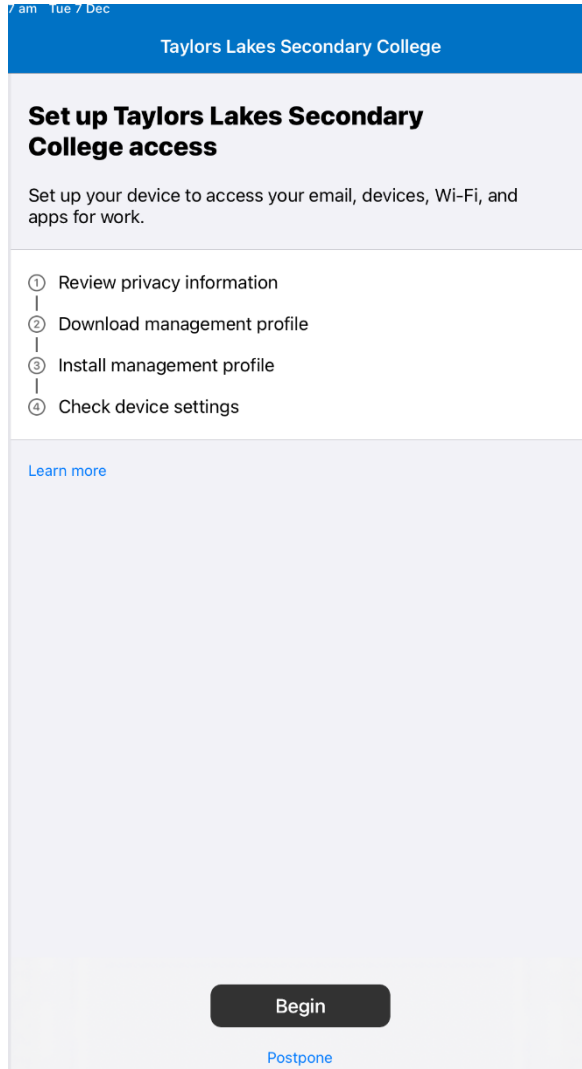 7 am Tue 7 Dec
Taylors Lakes Secondary College
Set up Taylors Lakes Secondary
College access
Set up your device to access your email, devices, Wi-Fi, and
apps for work.
1 Review privacy information
2 Download management profile
3 Install management profile
4 Check device settings
Learn more
Begin
Postpone